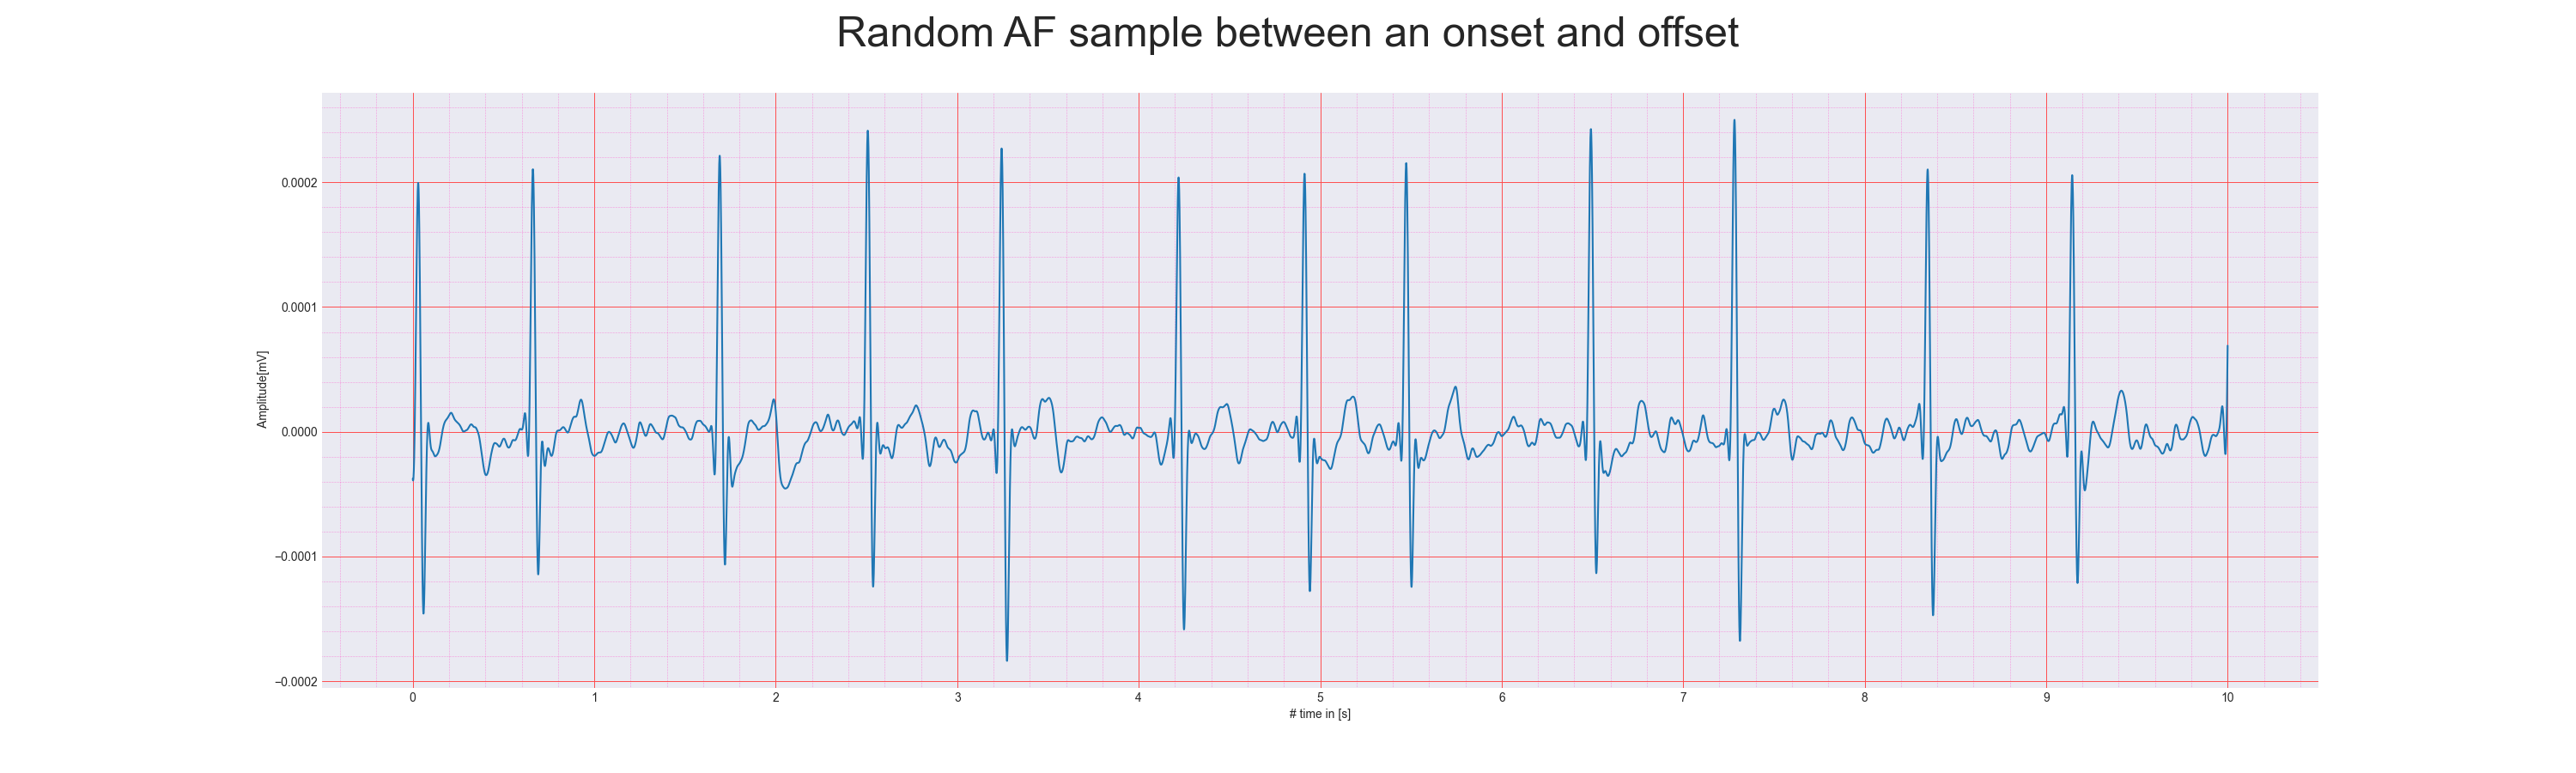 Random AF sample between an onset and offset
Amplitude[mV]
0.0002
0.0001
0.0000
−0.0001
−0.0002
0 1 2 3 4 5 6 7 8 9 10
# time in [s]